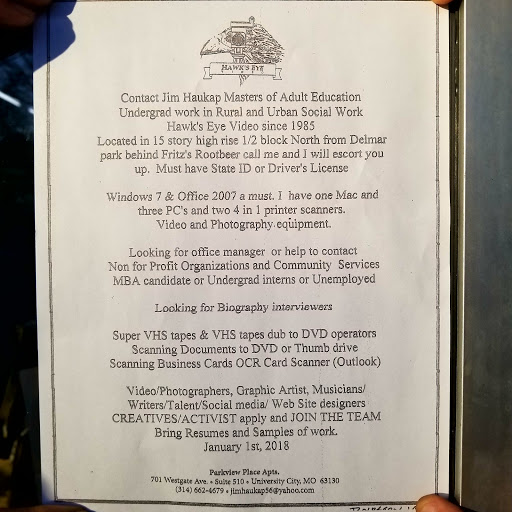 HAWK'S EYE
Contact Jim Haukap Masters of Adult Education
Undergrad work in Rural and Urban Social Work
Hawk's Eye Video since 1985
Located in 15 story high rise 1/2 block North from Delmar
park behind Fritz's Rootbeer call me and I will escort you
up. Must have State ID or Driver's License
Windows 7 & Office 2007 a must. I have one Mac and
three PC's and two 4 in 1 printer scanners.
Video and Photography equipment.
Looking for office manager or help to contact
Non for Profit Organizations and Community Services
MBA candidate or Undergrad interns or Unemployed
Looking for Biography interviewers
Super VHS tapes & VHS tapes dub to DVD operators
Scanning Documents to DVD or Thumb drive
Scanning Business Cards OCR Card Scanner (Outlook)
Video/Photographers, Graphic Artist, Musicians/
Writers/Talent/Social media/ Web Site designers
CREATIVES/ACTIVIST apply and JOIN THE TEAM
Bring Resumes and Samples of work.
January 1st, 2018
Parkview Place Apts.
701 Westgate Ave. • Suite 510 • University City, MO 63130
(314) 662-4679 • jimhaukap56@yahoo.com